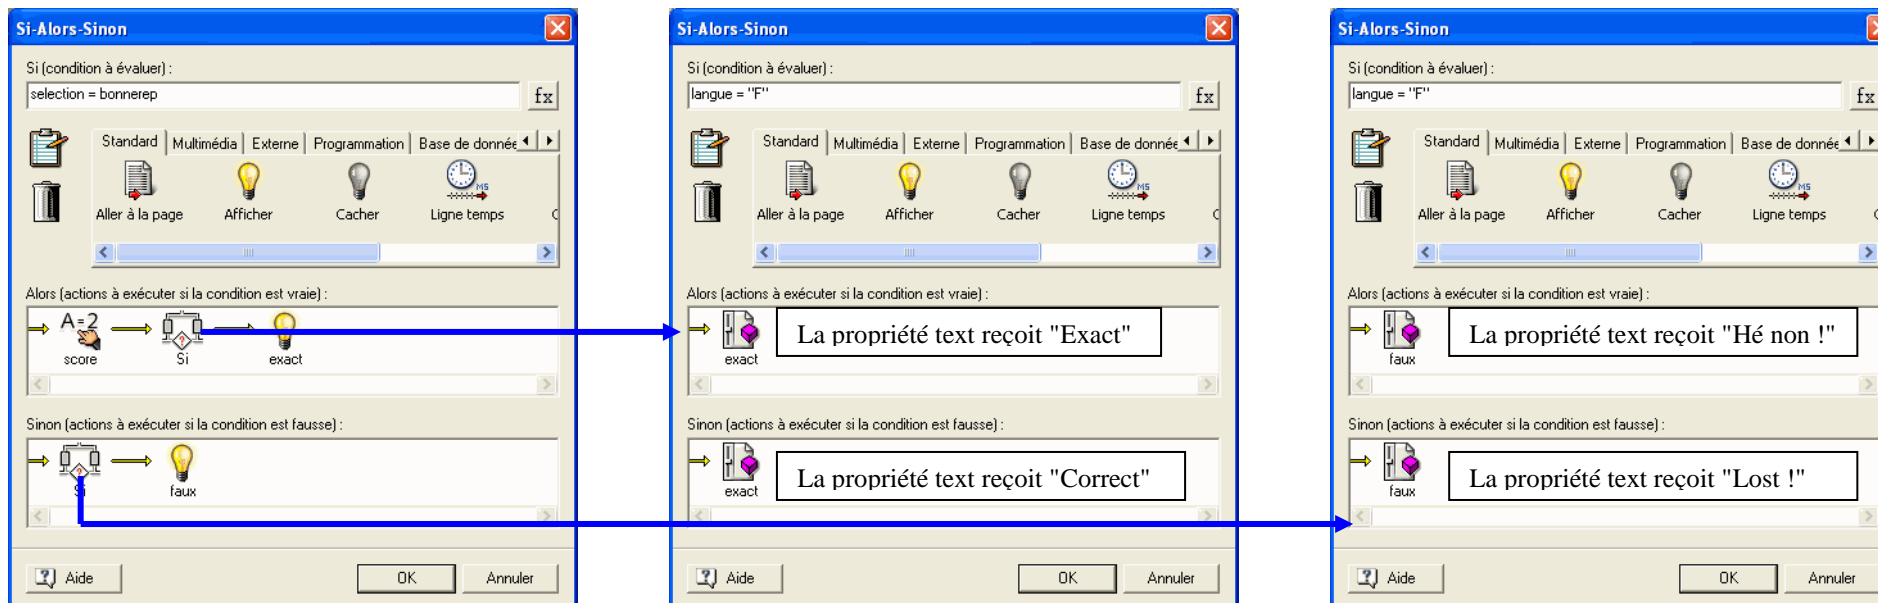 Si-Alors-Sinon
Si (condition à évaluer) :
selection = bonnerep
fx
Standard Multimédia Externe Programmation Base de donnée
MS
Aller à la page Afficher Cacher Ligne temps
Alors (actions à exécuter si la condition est vraie) :
A=2
score Si exact
Sinon (actions à exécuter si la condition est fausse) :
Si faux
Aide OK Annuler
Si-Alors-Sinon
Si (condition à évaluer) :
langue = "F"
fx
Standard Multimédia Externe Programmation Base de donnée
MS
Aller à la page Afficher Cacher Ligne temps
Alors (actions à exécuter si la condition est vraie) :
La propriété text reçoit "Exact"
exact
Sinon (actions à exécuter si la condition est fausse) :
La propriété text reçoit "Correct"
exact
Aide OK Annuler
Si-Alors-Sinon
Si (condition à évaluer) :
langue = "F"
fx
Standard Multimédia Externe Programmation Base de donnée
MS
Aller à la page Afficher Cacher Ligne temps
Alors (actions à exécuter si la condition est vraie) :
La propriété text reçoit "Hé non !"
faux
Sinon (actions à exécuter si la condition est fausse) :
La propriété text reçoit "Lost !"
faux
Aide OK Annuler